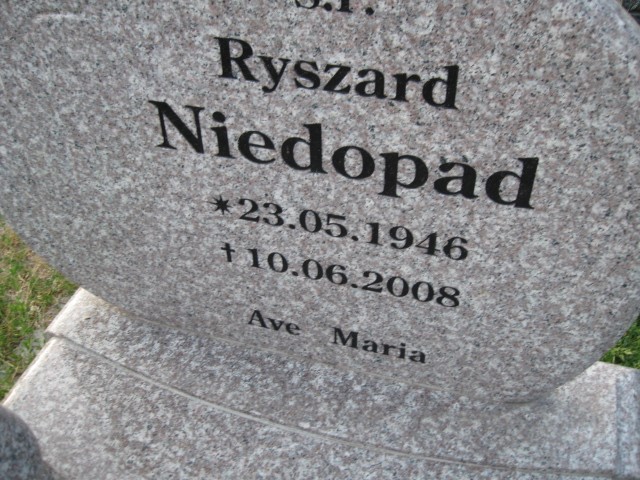 Ś.P.
Ryszard
Niedopad
*23.05.1946
†10.06.2008
Ave Maria